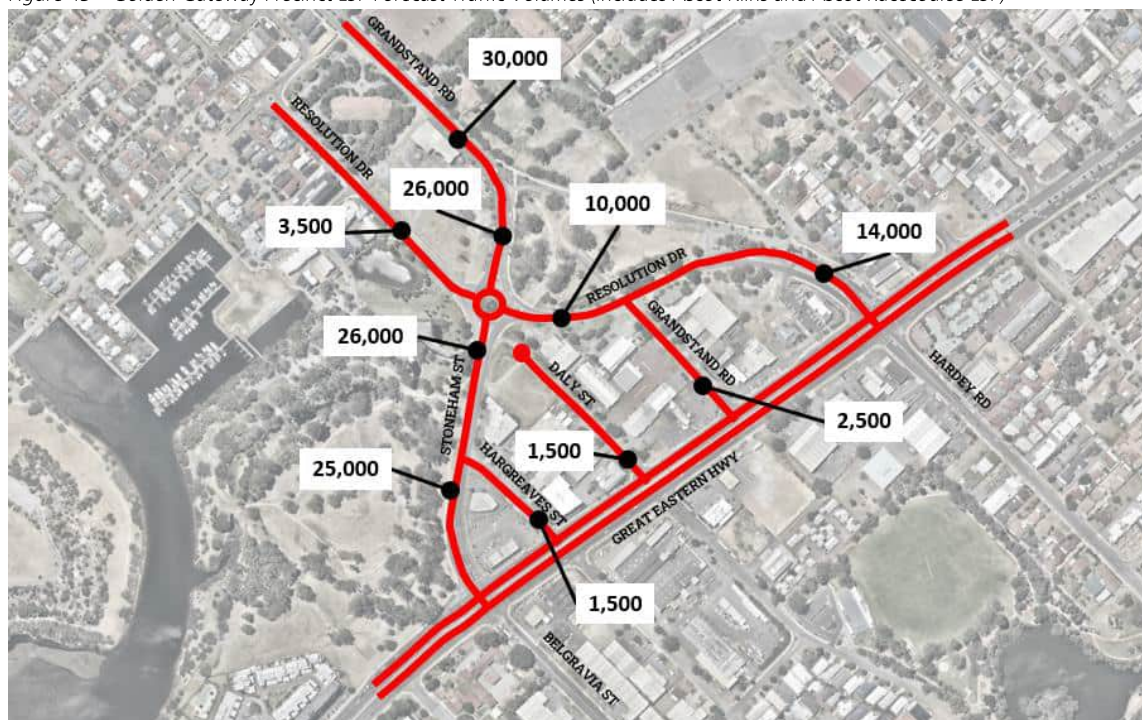 GRANDSTAND RD
30,000
RESOLUTION DR
26,000
3,500
10,000
14,000
RESOLUTION DR
26,000
GRANDSTAND RD
HARDEY RD
DALY ST
STONEHAM ST
2,500
1,500
25,000
HARGREAVES ST
GREAT EASTERN HWY
1,500
BELGRAVIA ST